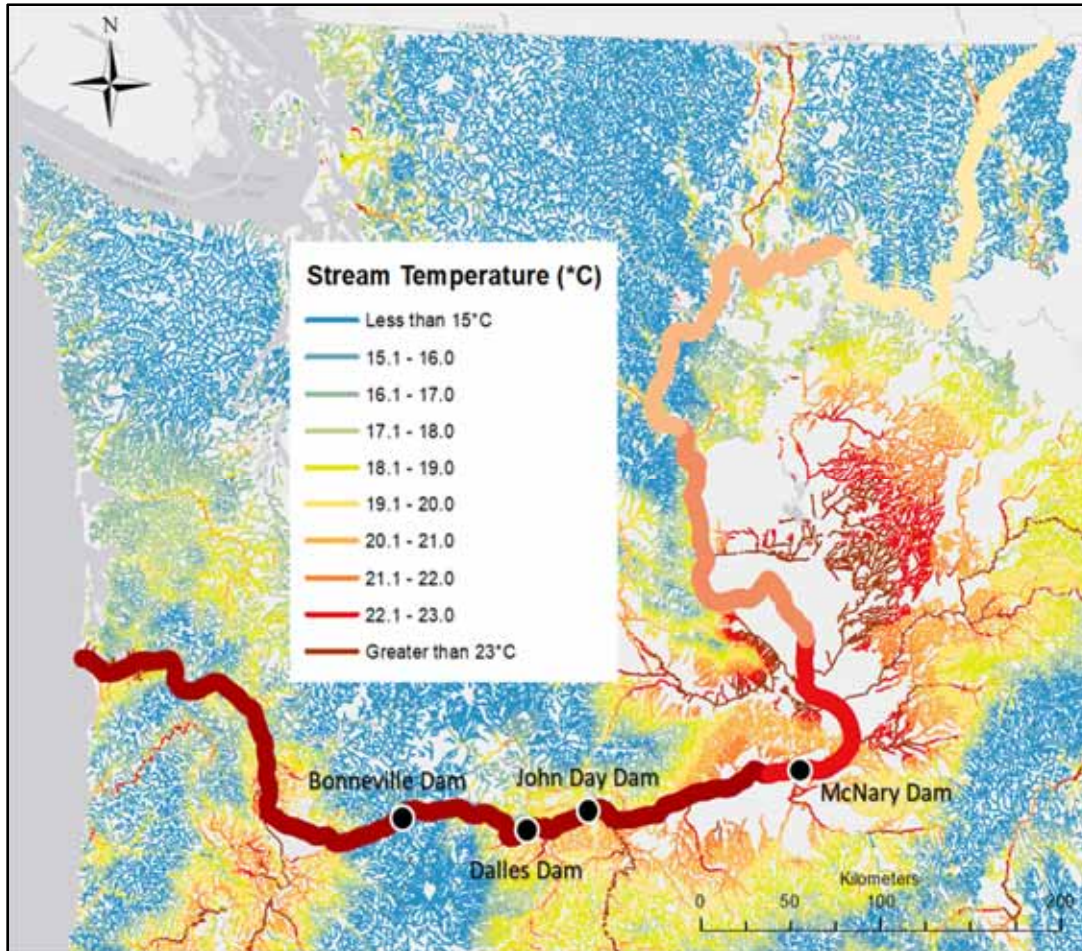 N
CANADA
CANADA
Stream Temperature (*C)
Less than 15*C
15.1 - 16.0
16.1 - 17.0
17.1 - 18.0
18.1 - 19.0
19.1 - 20.0
20.1 - 21.0
21.1 - 22.0
22.1 - 23.0
Greater than 23*C
Bonneville Dam
John Day Dam
McNary Dam
Dalles Dam
Kilometers
0 50 100 200